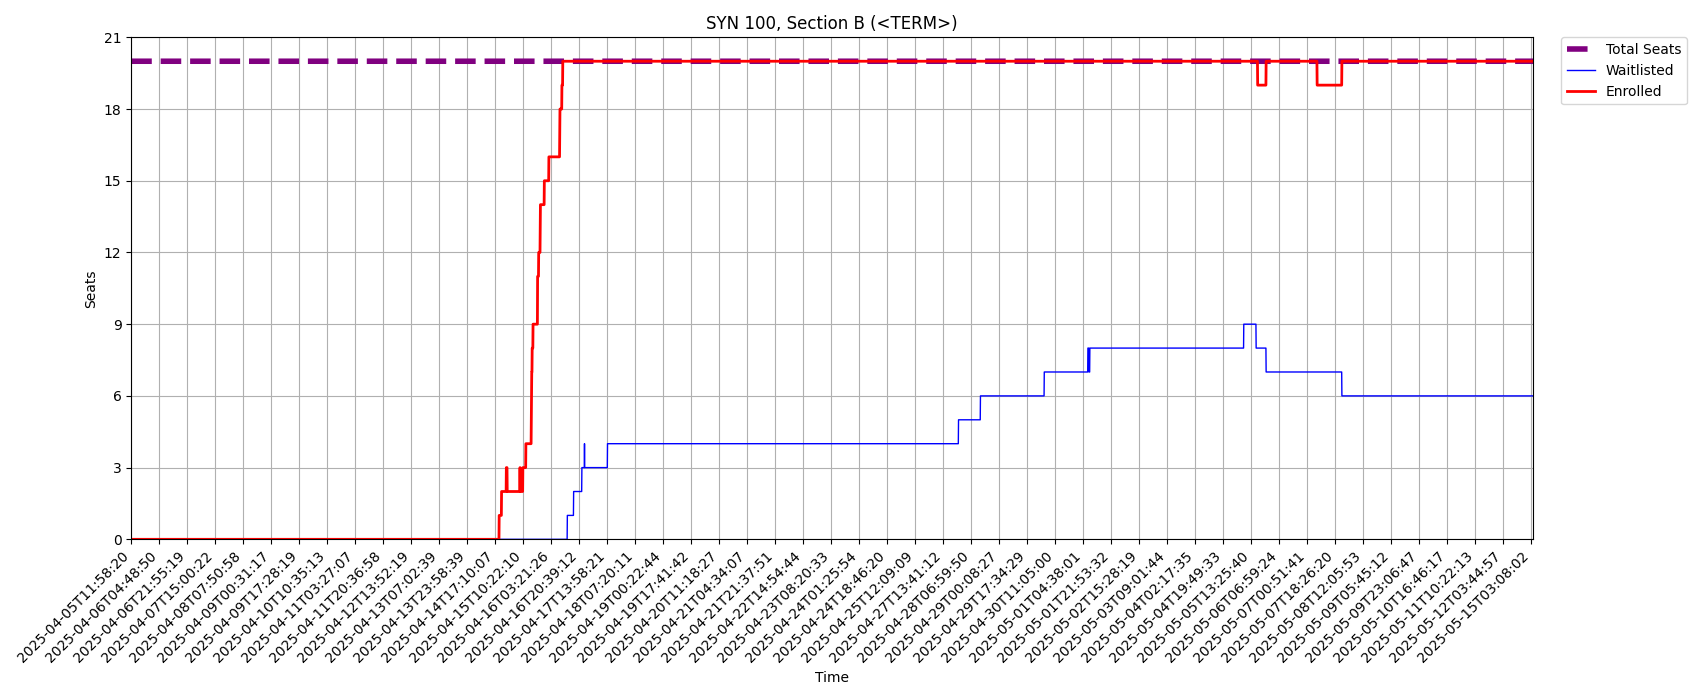 SYN 100, Section B (<TERM>)
Total Seats
Waitlisted
Enrolled
21
18
15
12
9
6
3
0
Seats
2025-04-05T11:58:20
2025-04-06T04:48:50
2025-04-06T21:55:19
2025-04-07T15:00:22
2025-04-08T07:50:58
2025-04-09T00:31:17
2025-04-09T17:28:19
2025-04-10T10:35:13
2025-04-11T03:27:07
2025-04-11T20:36:58
2025-04-12T13:52:19
2025-04-13T07:02:39
2025-04-13T23:58:39
2025-04-14T17:10:07
2025-04-15T10:22:10
2025-04-16T03:21:26
2025-04-16T20:39:12
2025-04-17T13:58:21
2025-04-18T07:20:11
2025-04-19T00:22:44
2025-04-19T17:41:42
2025-04-20T11:18:27
2025-04-21T04:34:07
2025-04-21T21:37:51
2025-04-22T14:54:44
2025-04-23T08:20:33
2025-04-24T01:25:54
2025-04-24T18:46:20
2025-04-25T12:09:09
2025-04-27T13:41:12
2025-04-28T06:59:50
2025-04-29T00:08:27
2025-04-29T17:34:29
2025-04-30T11:05:00
2025-05-01T04:38:01
2025-05-01T21:53:32
2025-05-02T15:28:19
2025-05-03T09:01:44
2025-05-04T02:17:35
2025-05-04T19:49:33
2025-05-05T13:25:40
2025-05-06T06:59:24
2025-05-07T00:51:41
2025-05-07T18:26:20
2025-05-08T12:05:53
2025-05-09T05:45:12
2025-05-09T23:06:47
2025-05-10T16:46:17
2025-05-11T10:22:13
2025-05-12T03:44:57
2025-05-15T03:08:02
Time